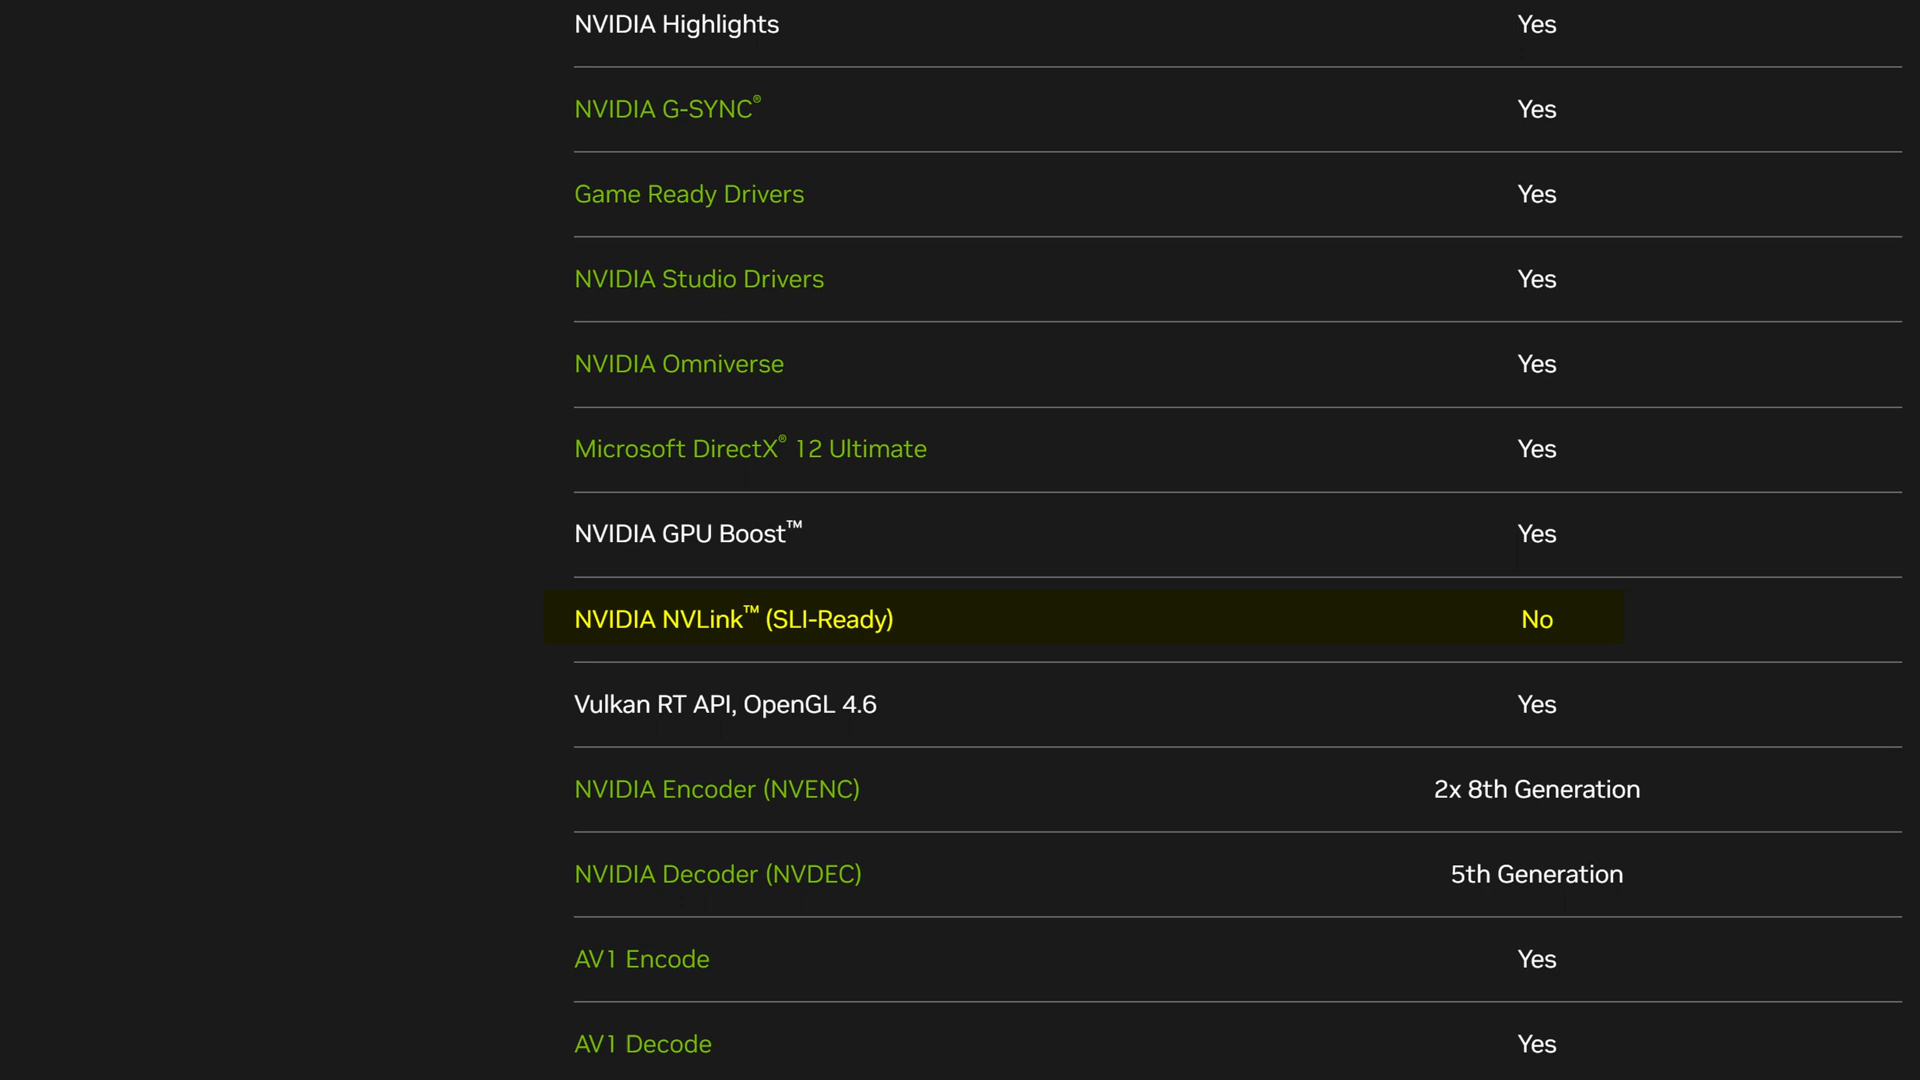 NVIDIA Highlights Yes
NVIDIA G-SYNC® Yes
Game Ready Drivers Yes
NVIDIA Studio Drivers Yes
NVIDIA Omniverse Yes
Microsoft DirectX® 12 Ultimate Yes
NVIDIA GPU Boost™ Yes
NVIDIA NVLink™ (SLI-Ready) No
Vulkan RT API, OpenGL 4.6 Yes
NVIDIA Encoder (NVENC) 2x 8th Generation
NVIDIA Decoder (NVDEC) 5th Generation
AV1 Encode Yes
AV1 Decode Yes